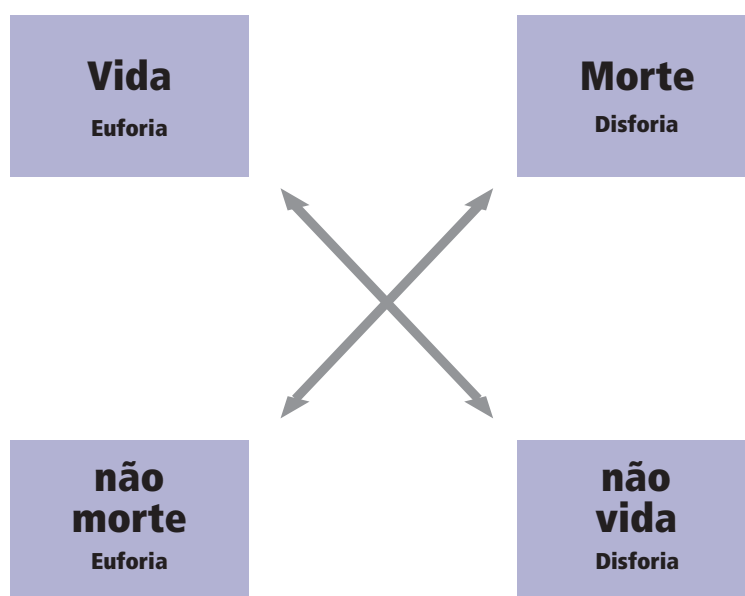 Vida
Euforia
Morte
Disforia
não
morte
Euforia
não
vida
Disforia